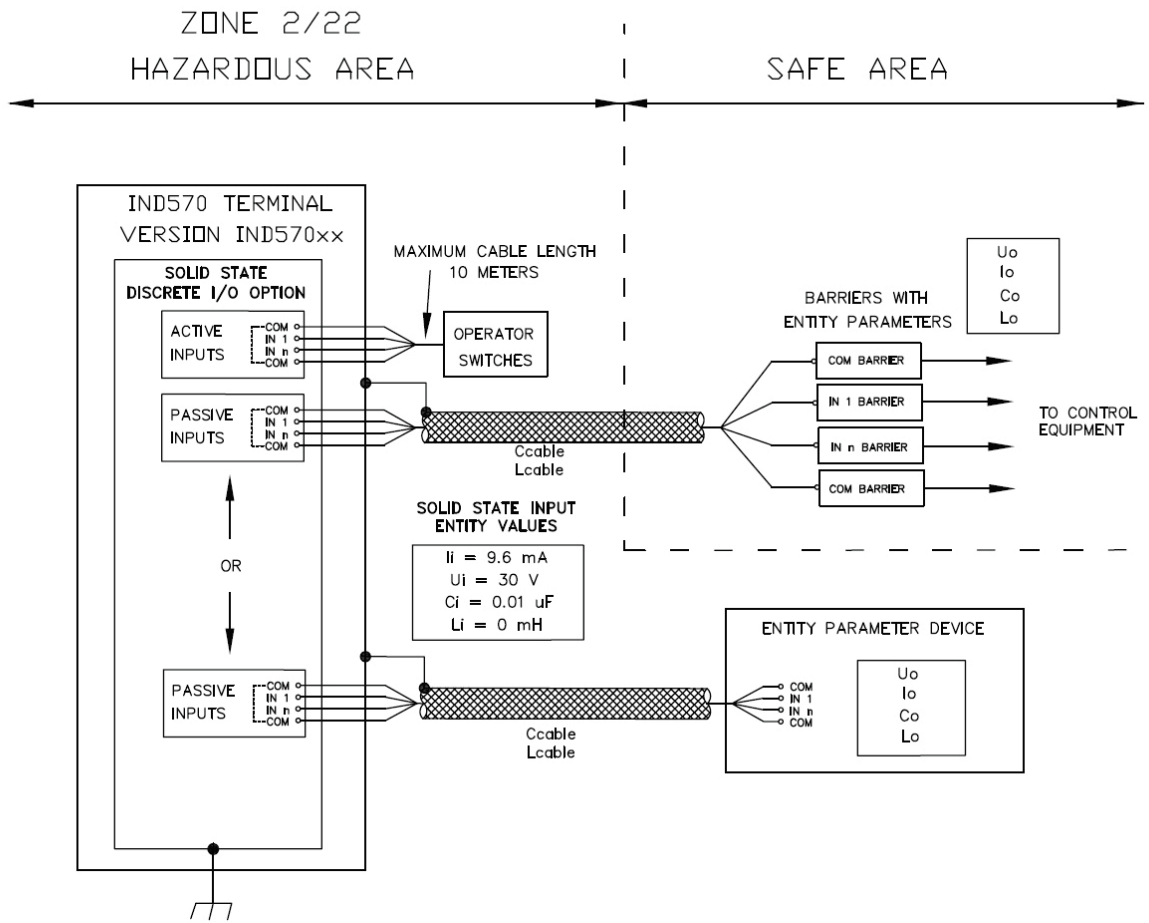 ZONE 2/22
HAZARDOUS AREA
SAFE AREA
IND570 TERMINAL
VERSION IND570xx
SOLID STATE
DISCRETE I/O OPTION
ACTIVE
INPUTS
COM
IN 1
IN n
COM
MAXIMUM CABLE LENGTH
10 METERS
OPERATOR
SWITCHES
PASSIVE
INPUTS
COM
IN 1
IN n
COM
Ccable
Lcable
BARRIERS WITH
ENTITY PARAMETERS
Uo
Io
Co
Lo
COM BARRIER
IN 1 BARRIER
IN n BARRIER
COM BARRIER
TO CONTROL
EQUIPMENT
OR
SOLID STATE INPUT
ENTITY VALUES
Ii = 9.6 mA
Ui = 30 V
Ci = 0.01 uF
Li = 0 mH
PASSIVE
INPUTS
COM
IN 1
IN n
COM
Ccable
Lcable
ENTITY PARAMETER DEVICE
COM
IN 1
IN n
COM
Uo
Io
Co
Lo